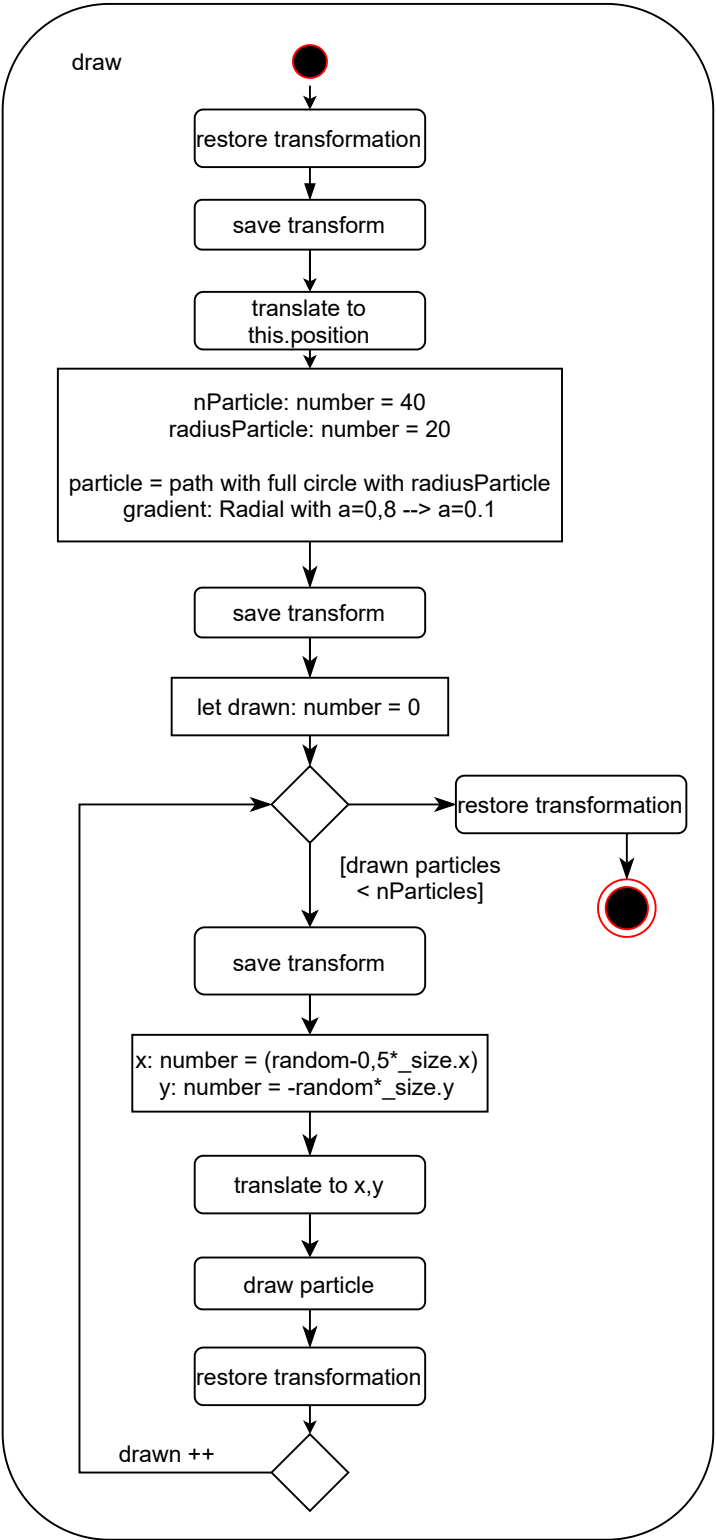 draw
restore transformation
save transform
translate to
this.position
nParticle: number = 40
radiusParticle: number = 20
particle = path with full circle with radiusParticle
gradient: Radial with a=0,8 --> a=0.1
save transform
let drawn: number = 0
restore transformation
[drawn particles
< nParticles]
save transform
x: number = (random-0,5*_size.x)
y: number = -random*_size.y
translate to x,y
draw particle
restore transformation
drawn ++